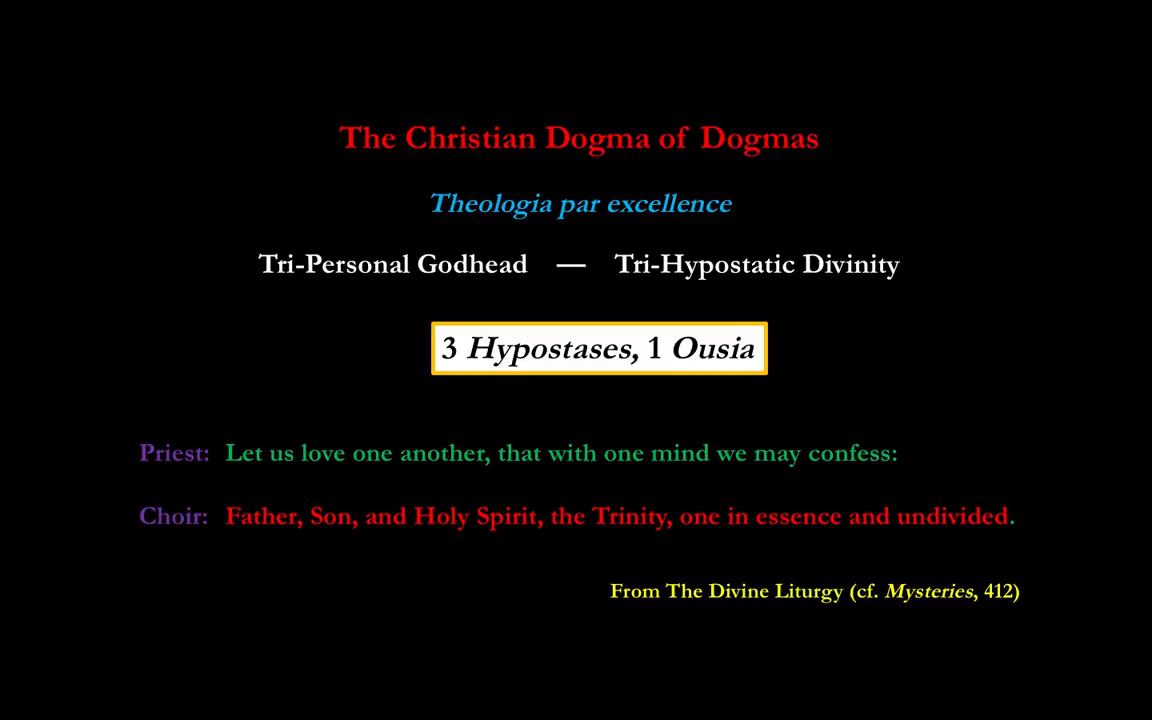 The Christian Dogma of Dogmas
Theologia par excellence
Tri-Personal Godhead — Tri-Hypostatic Divinity
3 Hypostases, 1 Ousia
Priest: Let us love one another, that with one mind we may confess:
Choir: Father, Son, and Holy Spirit, the Trinity, one in essence and undivided.
From The Divine Liturgy (cf. Mysteries, 412)